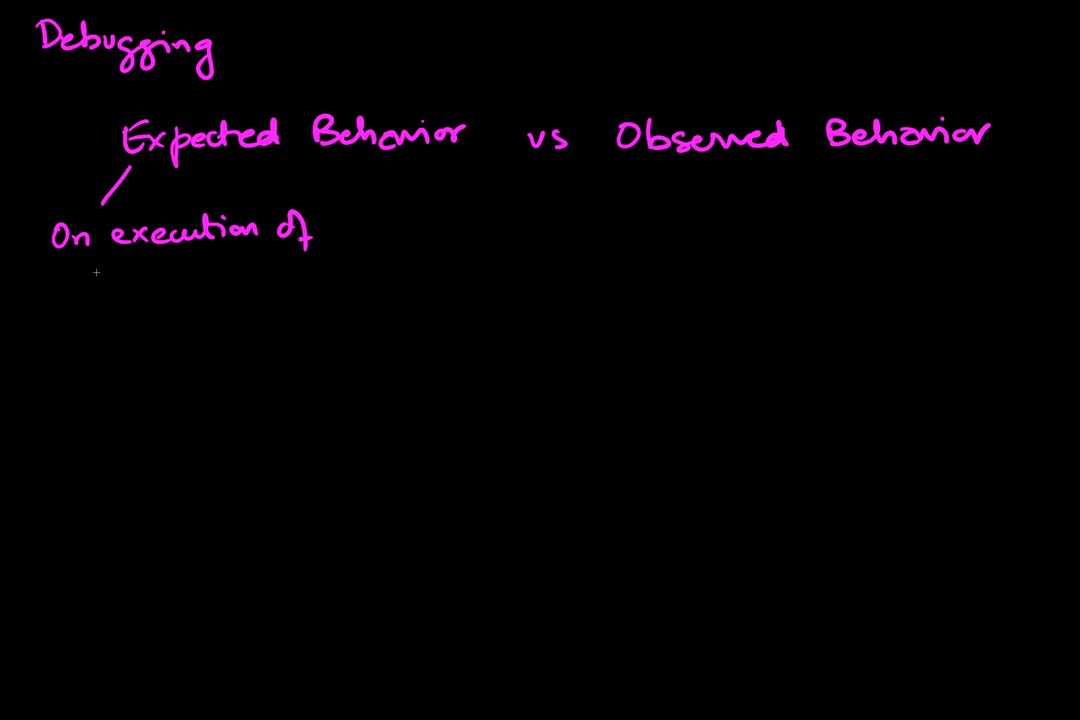 Debugging
Expected Behavior vs Observed Behavior
On execution of